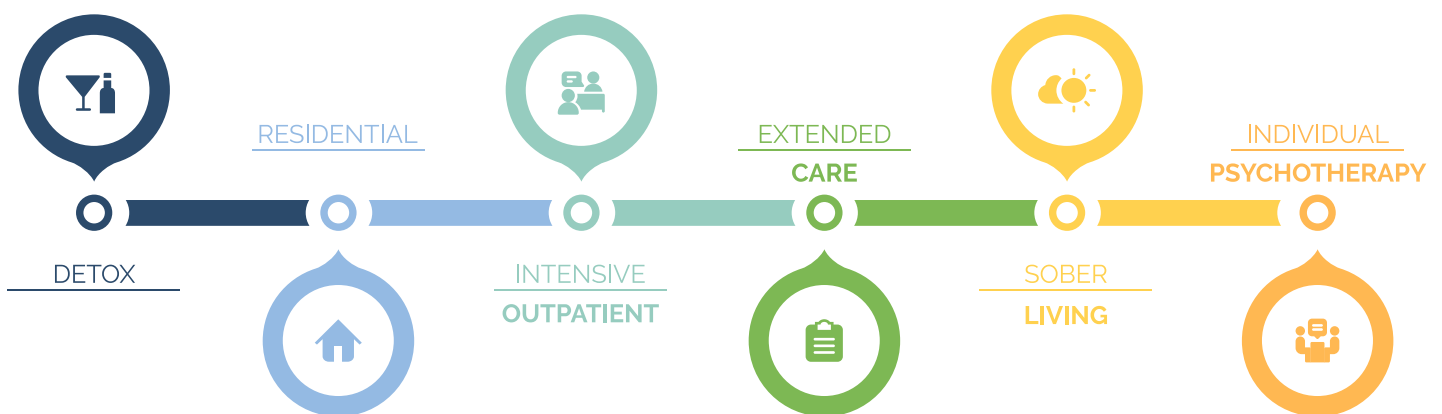 DETOX
RESIDENTIAL
INTENSIVE
OUTPATIENT
EXTENDED
CARE
SOBER
LIVING
INDIVIDUAL
PSYCHOTHERAPY